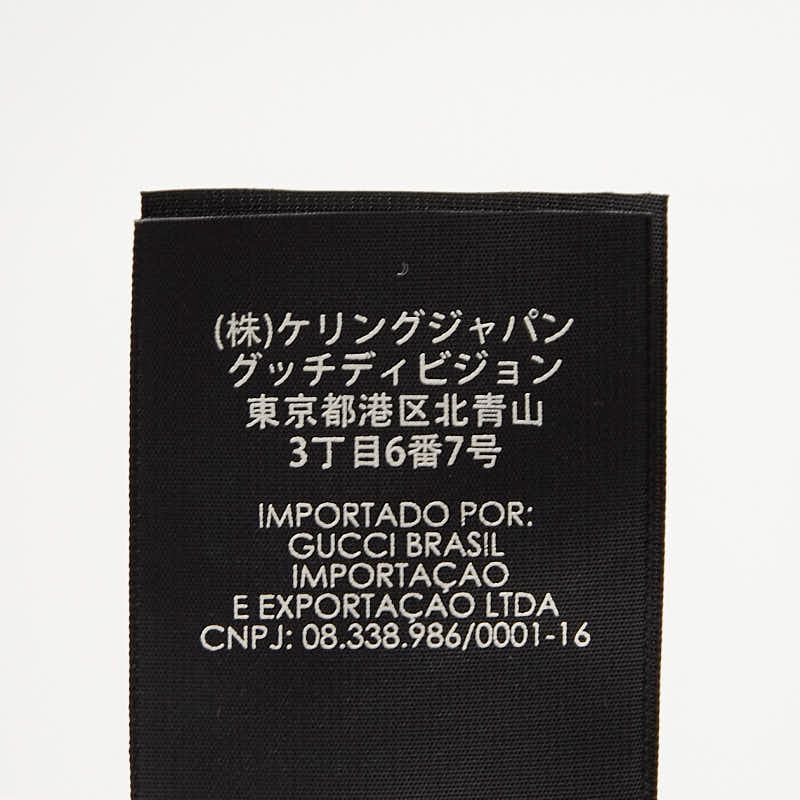 (株)ケリングジャパン
グッチディビジョン
東京都港区北青山
3丁目6番7号
IMPORTADO POR:
GUCCI BRASIL
IMPORTAÇAO
E EXPORTAÇAO LTDA
CNPJ: 08.338.986/0001-16